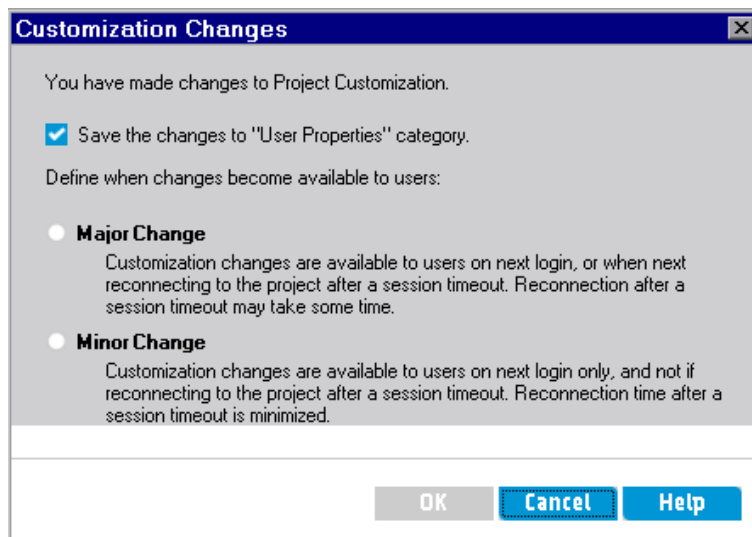 Customization Changes
You have made changes to Project Customization.
Save the changes to "User Properties" category.
Define when changes become available to users:
Major Change
Customization changes are available to users on next login, or when next
reconnecting to the project after a session timeout. Reconnection after a
session timeout may take some time.
Minor Change
Customization changes are available to users on next login only, and not if
reconnecting to the project after a session timeout. Reconnection time after a
session timeout is minimized.
OK Cancel Help